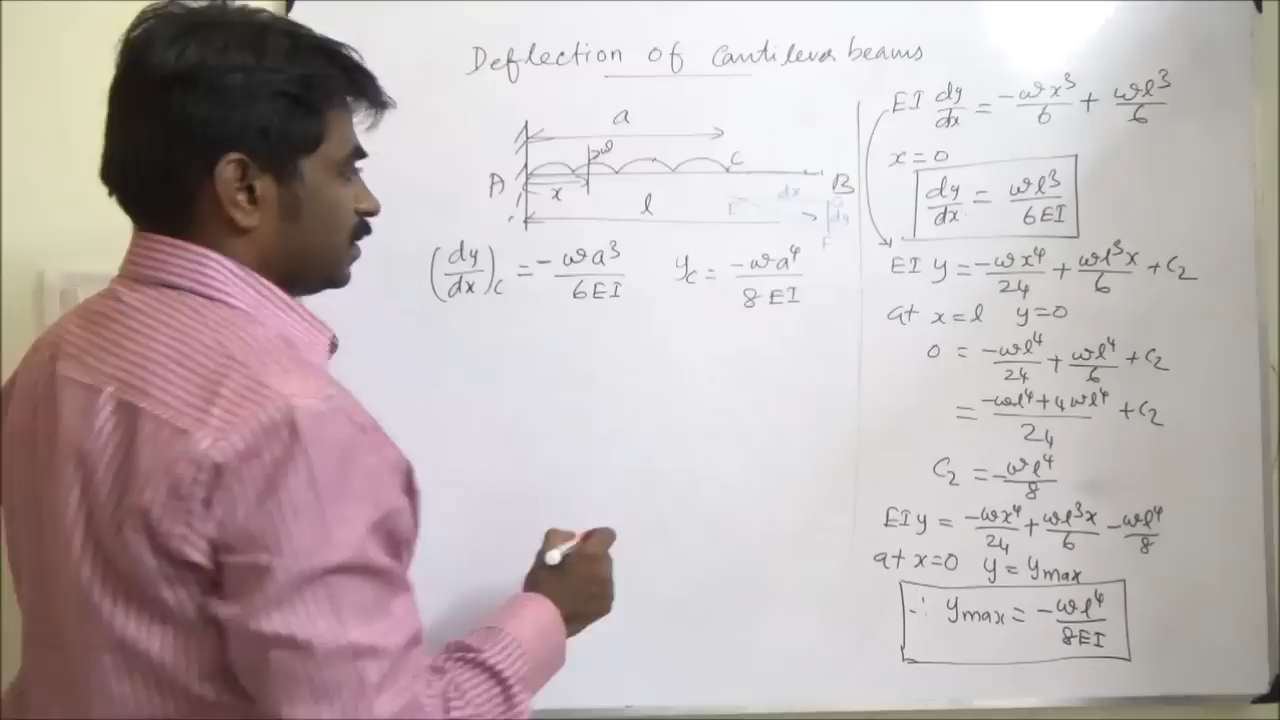 Deflection of Cantilever beams
a
w
C
A
x
B
dx
l
dy
F
(dy/dx)c = -wa³/6EI   yc = -wa⁴/8EI
EI dy/dx = -wx³/6 + wl³/6
x=0
dy/dx = wl³/6EI
EI y = -wx⁴/24 + wl³x/6 + C₂
at x=l y=0
0 = -wl⁴/24 + wl⁴/6 + C₂
= -wl⁴+4wl⁴/24 + C₂
C₂ = -wl⁴/8
EI y = -wx⁴/24 + wl³x/6 - wl⁴/8
at x=0 y = ymax
∴ ymax = -wl⁴/8EI